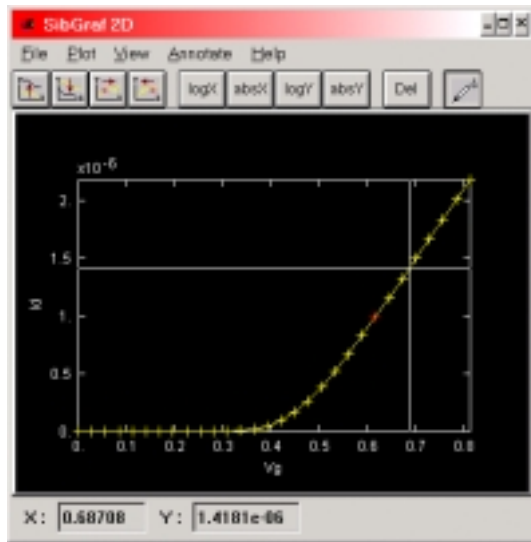 SibGraf 2D
File Plot View Annotate Help
logX absX logY absY Del
x10^-6
2.
1.5
1.
0.5
0.
Id
0. 0.1 0.2 0.3 0.4 0.5 0.6 0.7 0.8
Vg
X: 0.68708 Y: 1.4181e-06